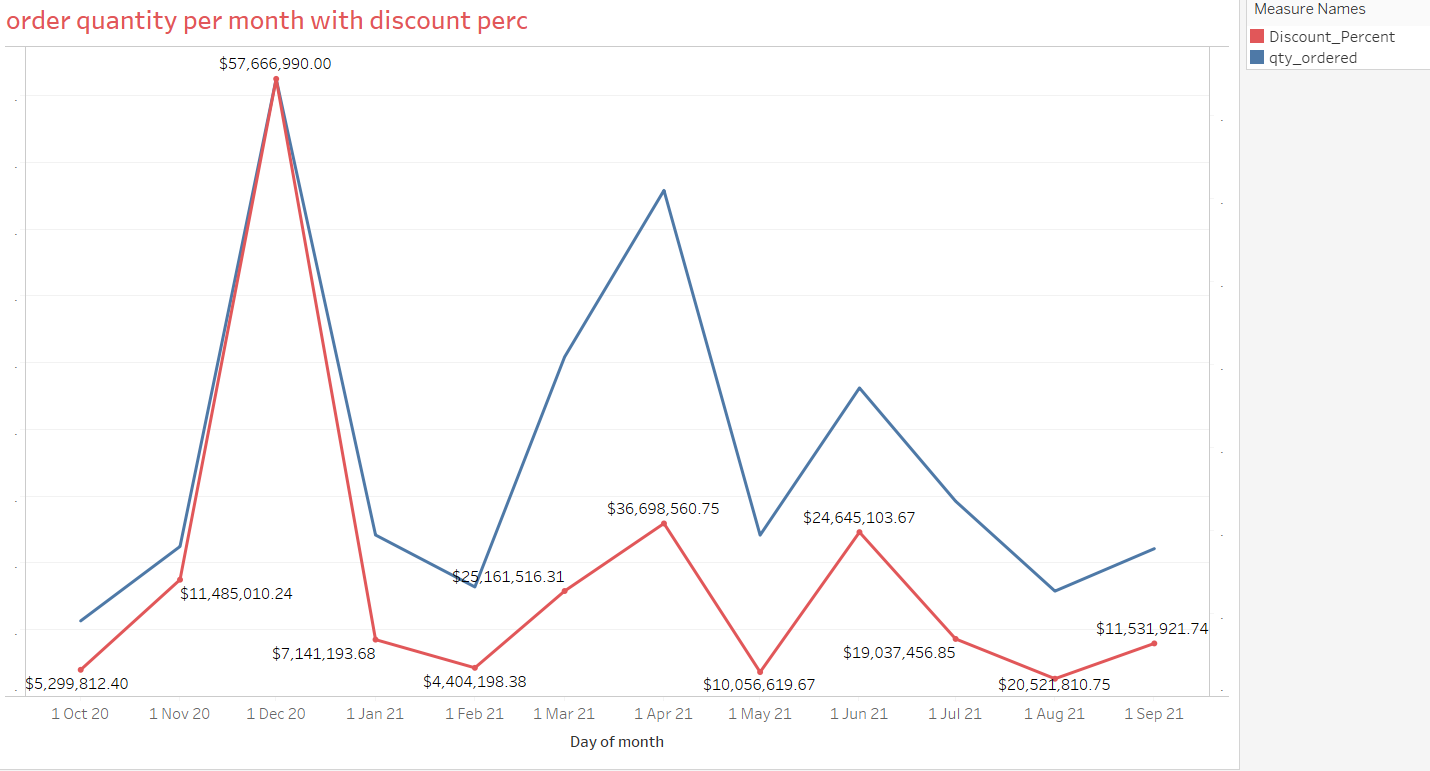 order quantity per month with discount perc
Measure Names
Discount_Percent
qty_ordered
$57,666,990.00
$36,698,560.75
$24,645,103.67
$25,161,516.31
$11,485,010.24
$11,531,921.74
$7,141,193.68
$19,037,456.85
$5,299,812.40
$4,404,198.38
$10,056,619.67
$20,521,810.75
1 Oct 20
1 Nov 20
1 Dec 20
1 Jan 21
1 Feb 21
1 Mar 21
1 Apr 21
1 May 21
1 Jun 21
1 Jul 21
1 Aug 21
1 Sep 21
Day of month